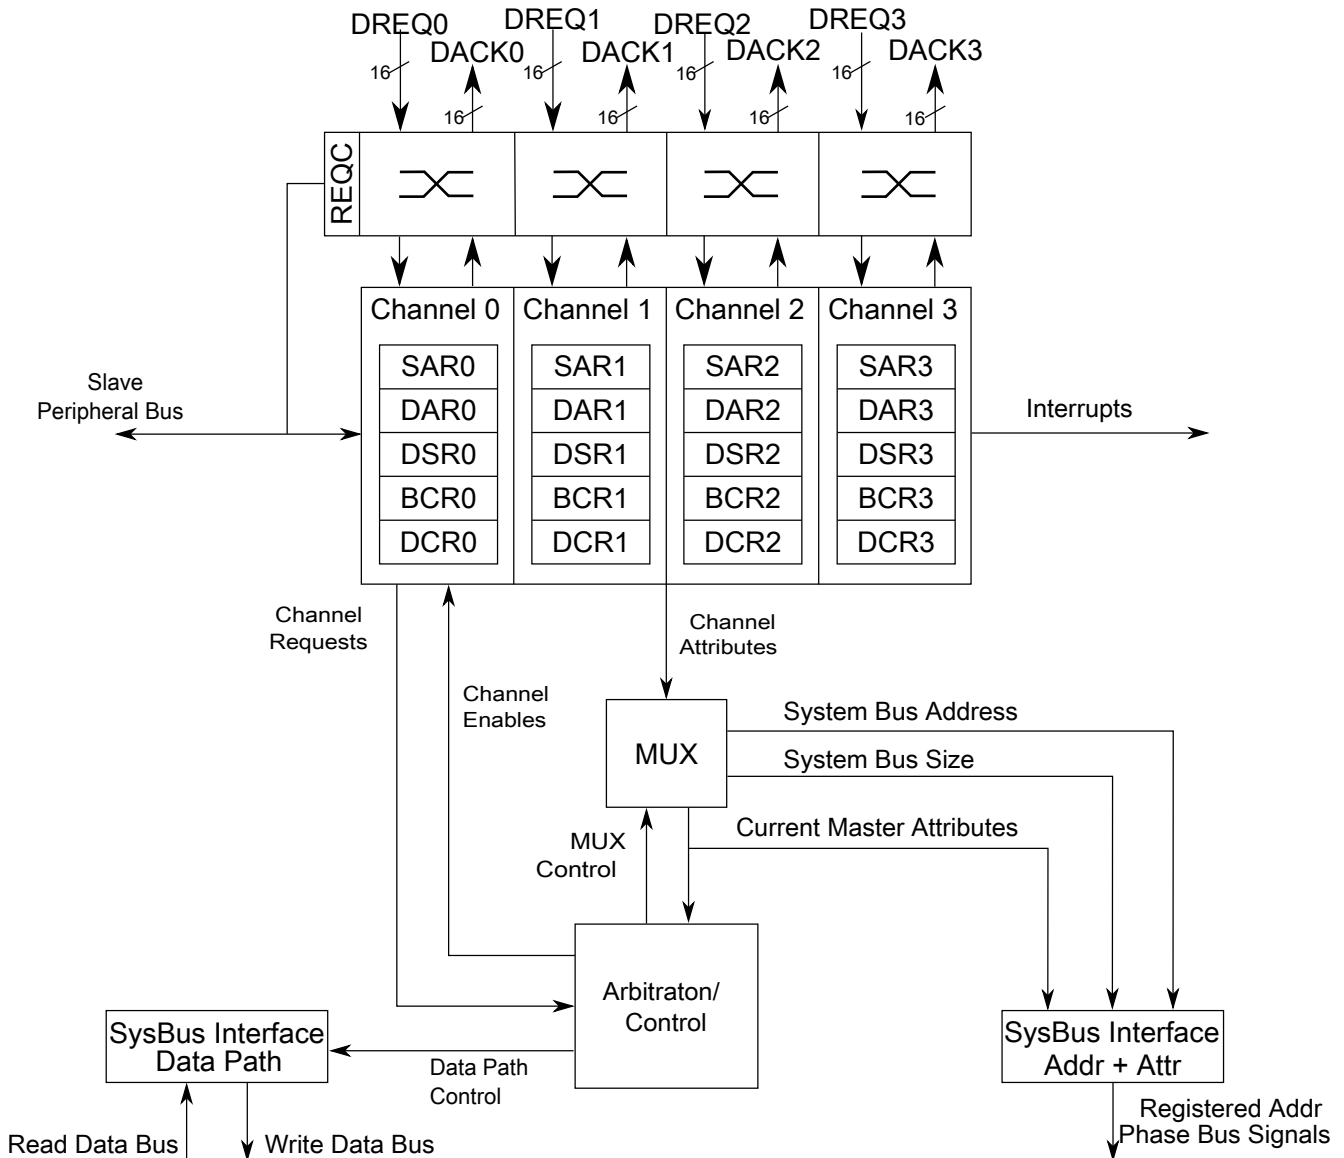 DREQ0
DREQ1
DREQ2
DREQ3
DACK0
DACK1
DACK2
DACK3
16
16
16
16
16
16
16
16
REQC
Channel 0
Channel 1
Channel 2
Channel 3
SAR0
SAR1
SAR2
SAR3
DAR0
DAR1
DAR2
DAR3
DSR0
DSR1
DSR2
DSR3
BCR0
BCR1
BCR2
BCR3
DCR0
DCR1
DCR2
DCR3
Slave
Peripheral Bus
Interrupts
Channel
Requests
Channel
Attributes
Channel
Enables
MUX
System Bus Address
System Bus Size
Current Master Attributes
MUX
Control
Arbitraton/
Control
SysBus Interface
Data Path
Data Path
Control
SysBus Interface
Addr + Attr
Read Data Bus
Write Data Bus
Registered Addr
Phase Bus Signals